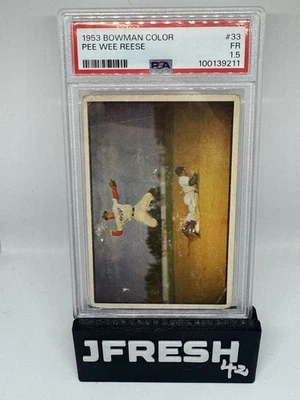 1953 BOWMAN COLOR #33
PEE WEE REESE FR
1.5
PSA 100139211
JFRESH
42